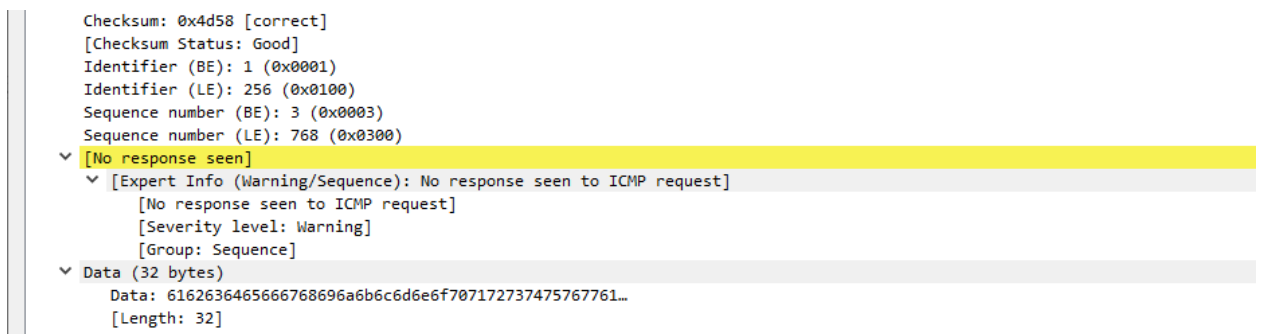 Checksum: 0x4d58 [correct]
[Checksum Status: Good]
Identifier (BE): 1 (0x0001)
Identifier (LE): 256 (0x0100)
Sequence number (BE): 3 (0x0003)
Sequence number (LE): 768 (0x0300)
[No response seen]
[Expert Info (Warning/Sequence): No response seen to ICMP request]
[No response seen to ICMP request]
[Severity level: Warning]
[Group: Sequence]
Data (32 bytes)
Data: 6162636465666768696a6b6c6d6e6f7071727374757677​61…
[Length: 32]